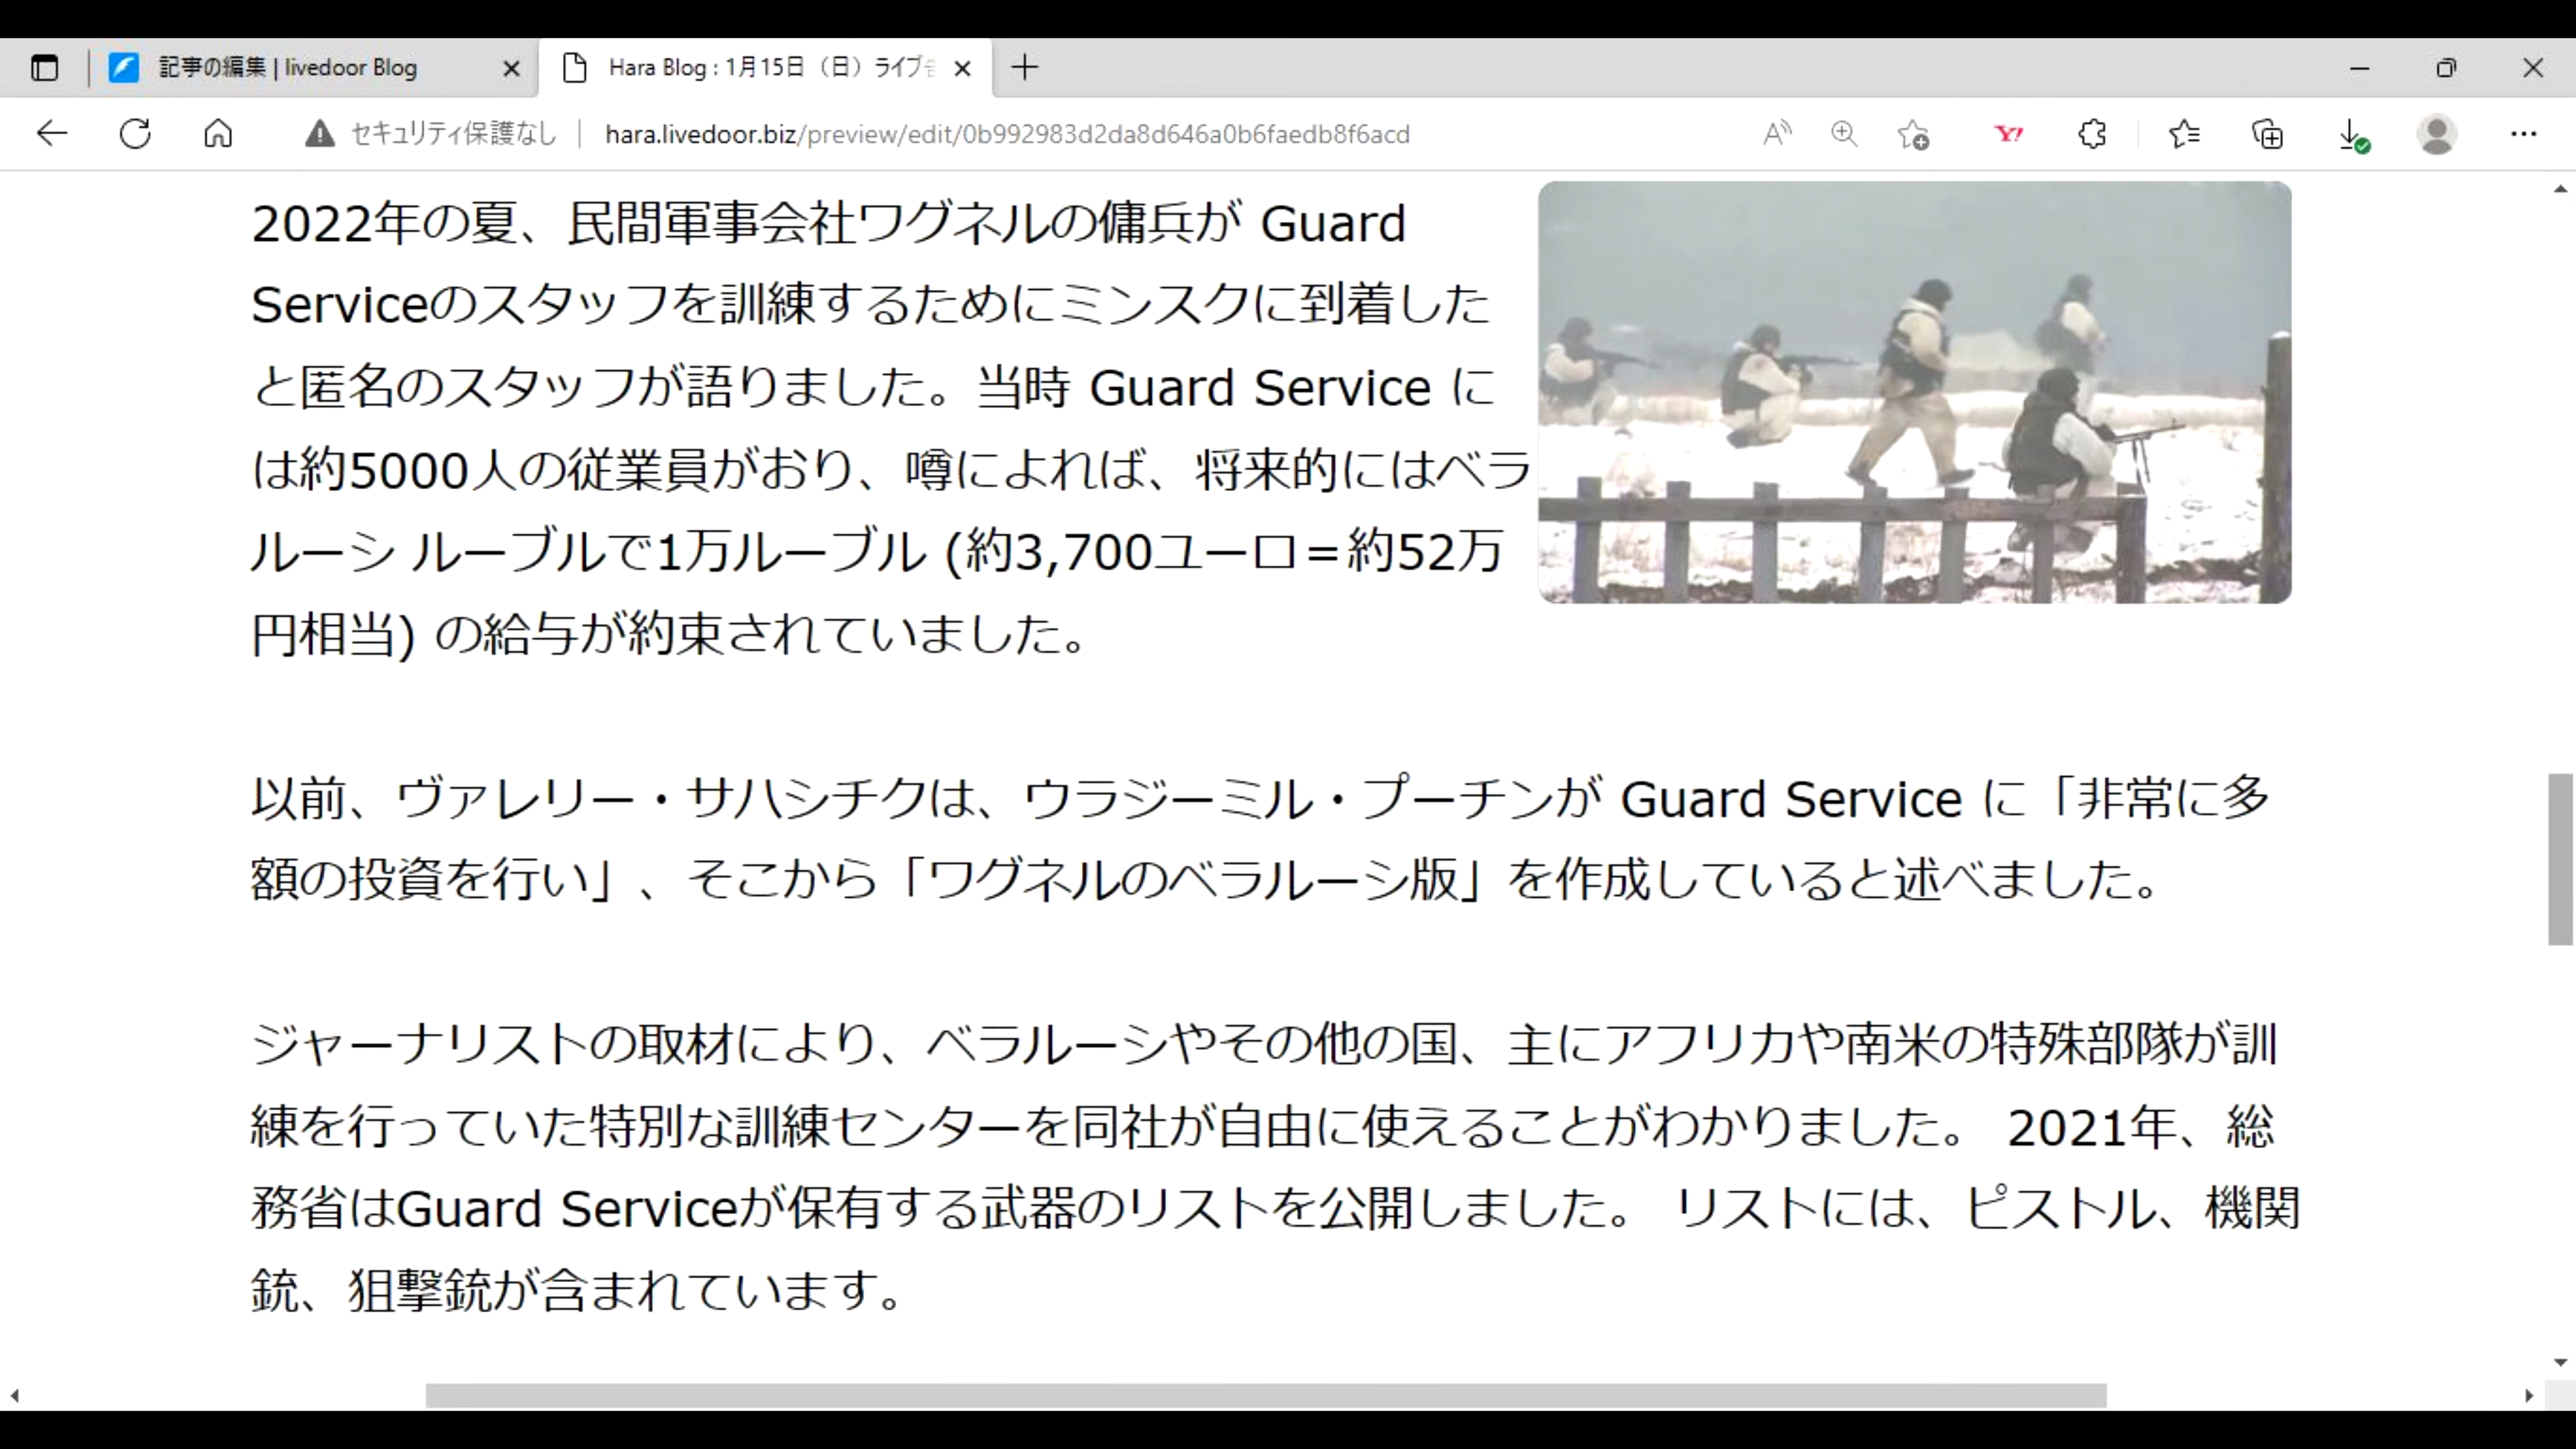 記事の編集 | livedoor Blog
Hara Blog : 1月15日（日）ライブ
セキュリティ保護なし
hara.livedoor.biz/preview/edit/0b992983d2da8d646a0b6faedb8f6acd
2022年の夏、民間軍事会社ワグネルの傭兵が Guard
Serviceのスタッフを訓練するためにミンスクに到着した
と匿名のスタッフが語りました。当時 Guard Service に
は約5000人の従業員がおり、噂によれば、将来的にはベラ
ルーシ ルーブルで1万ルーブル (約3,700ユーロ＝約52万
円相当) の給与が約束されていました。
以前、ヴァレリー・サハシチクは、ウラジーミル・プーチンが Guard Service に「非常に多
額の投資を行い」、そこから「ワグネルのベラルーシ版」を作成していると述べました。
ジャーナリストの取材により、ベラルーシやその他の国、主にアフリカや南米の特殊部隊が訓
練を行っていた特別な訓練センターを同社が自由に使えることがわかりました。 2021年、総
務省はGuard Serviceが保有する武器のリストを公開しました。 リストには、ピストル、機関
銃、狙撃銃が含まれています。